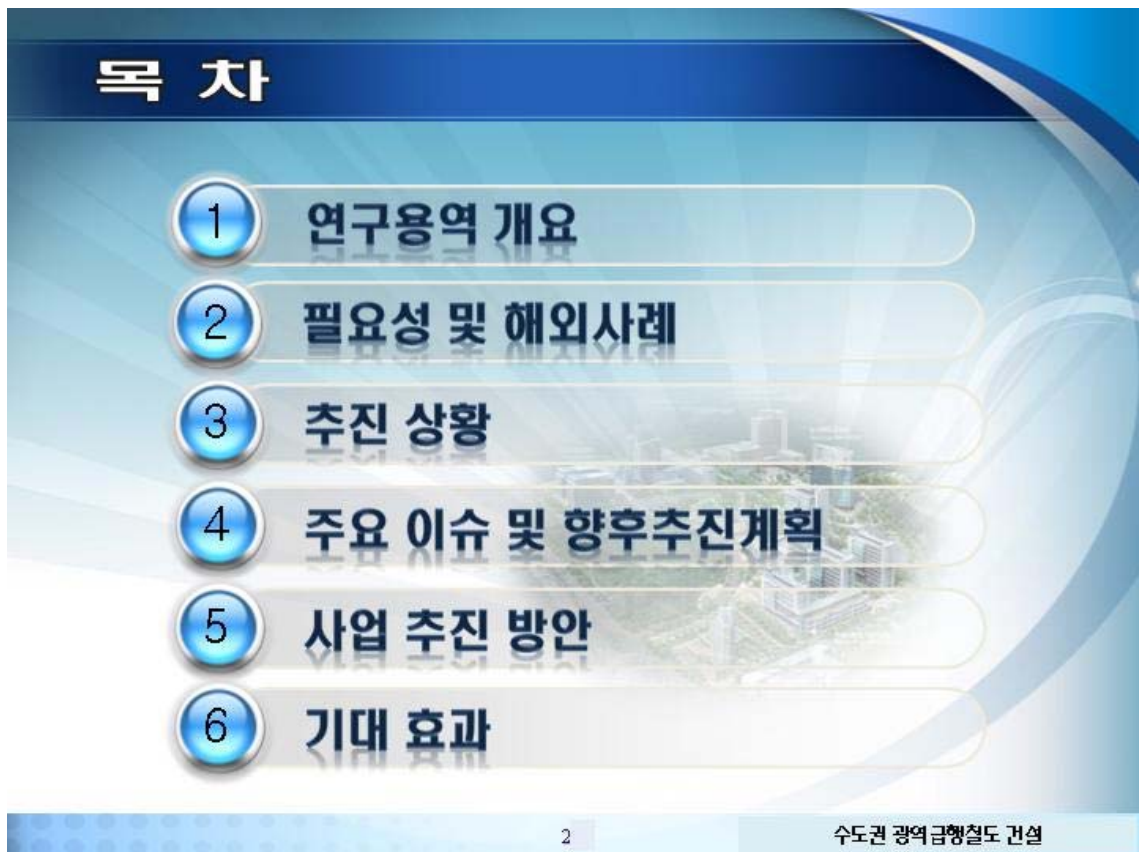 목 차
1 연구용역 개요
2 필요성 및 해외사례
3 추진 상황
4 주요 이슈 및 향후추진계획
5 사업 추진 방안
6 기대 효과
2
수도권 광역급행철도 건설